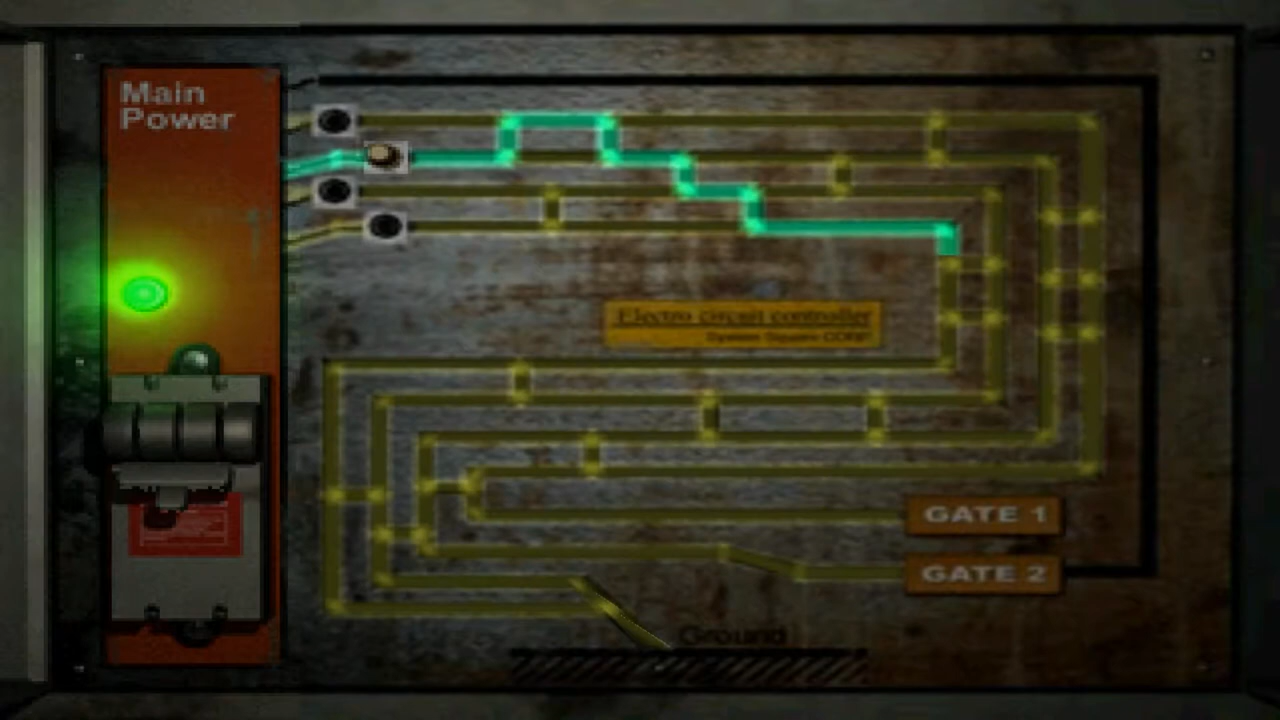 Main
Power
Electro circuit controller
GATE 1
GATE 2
Ground